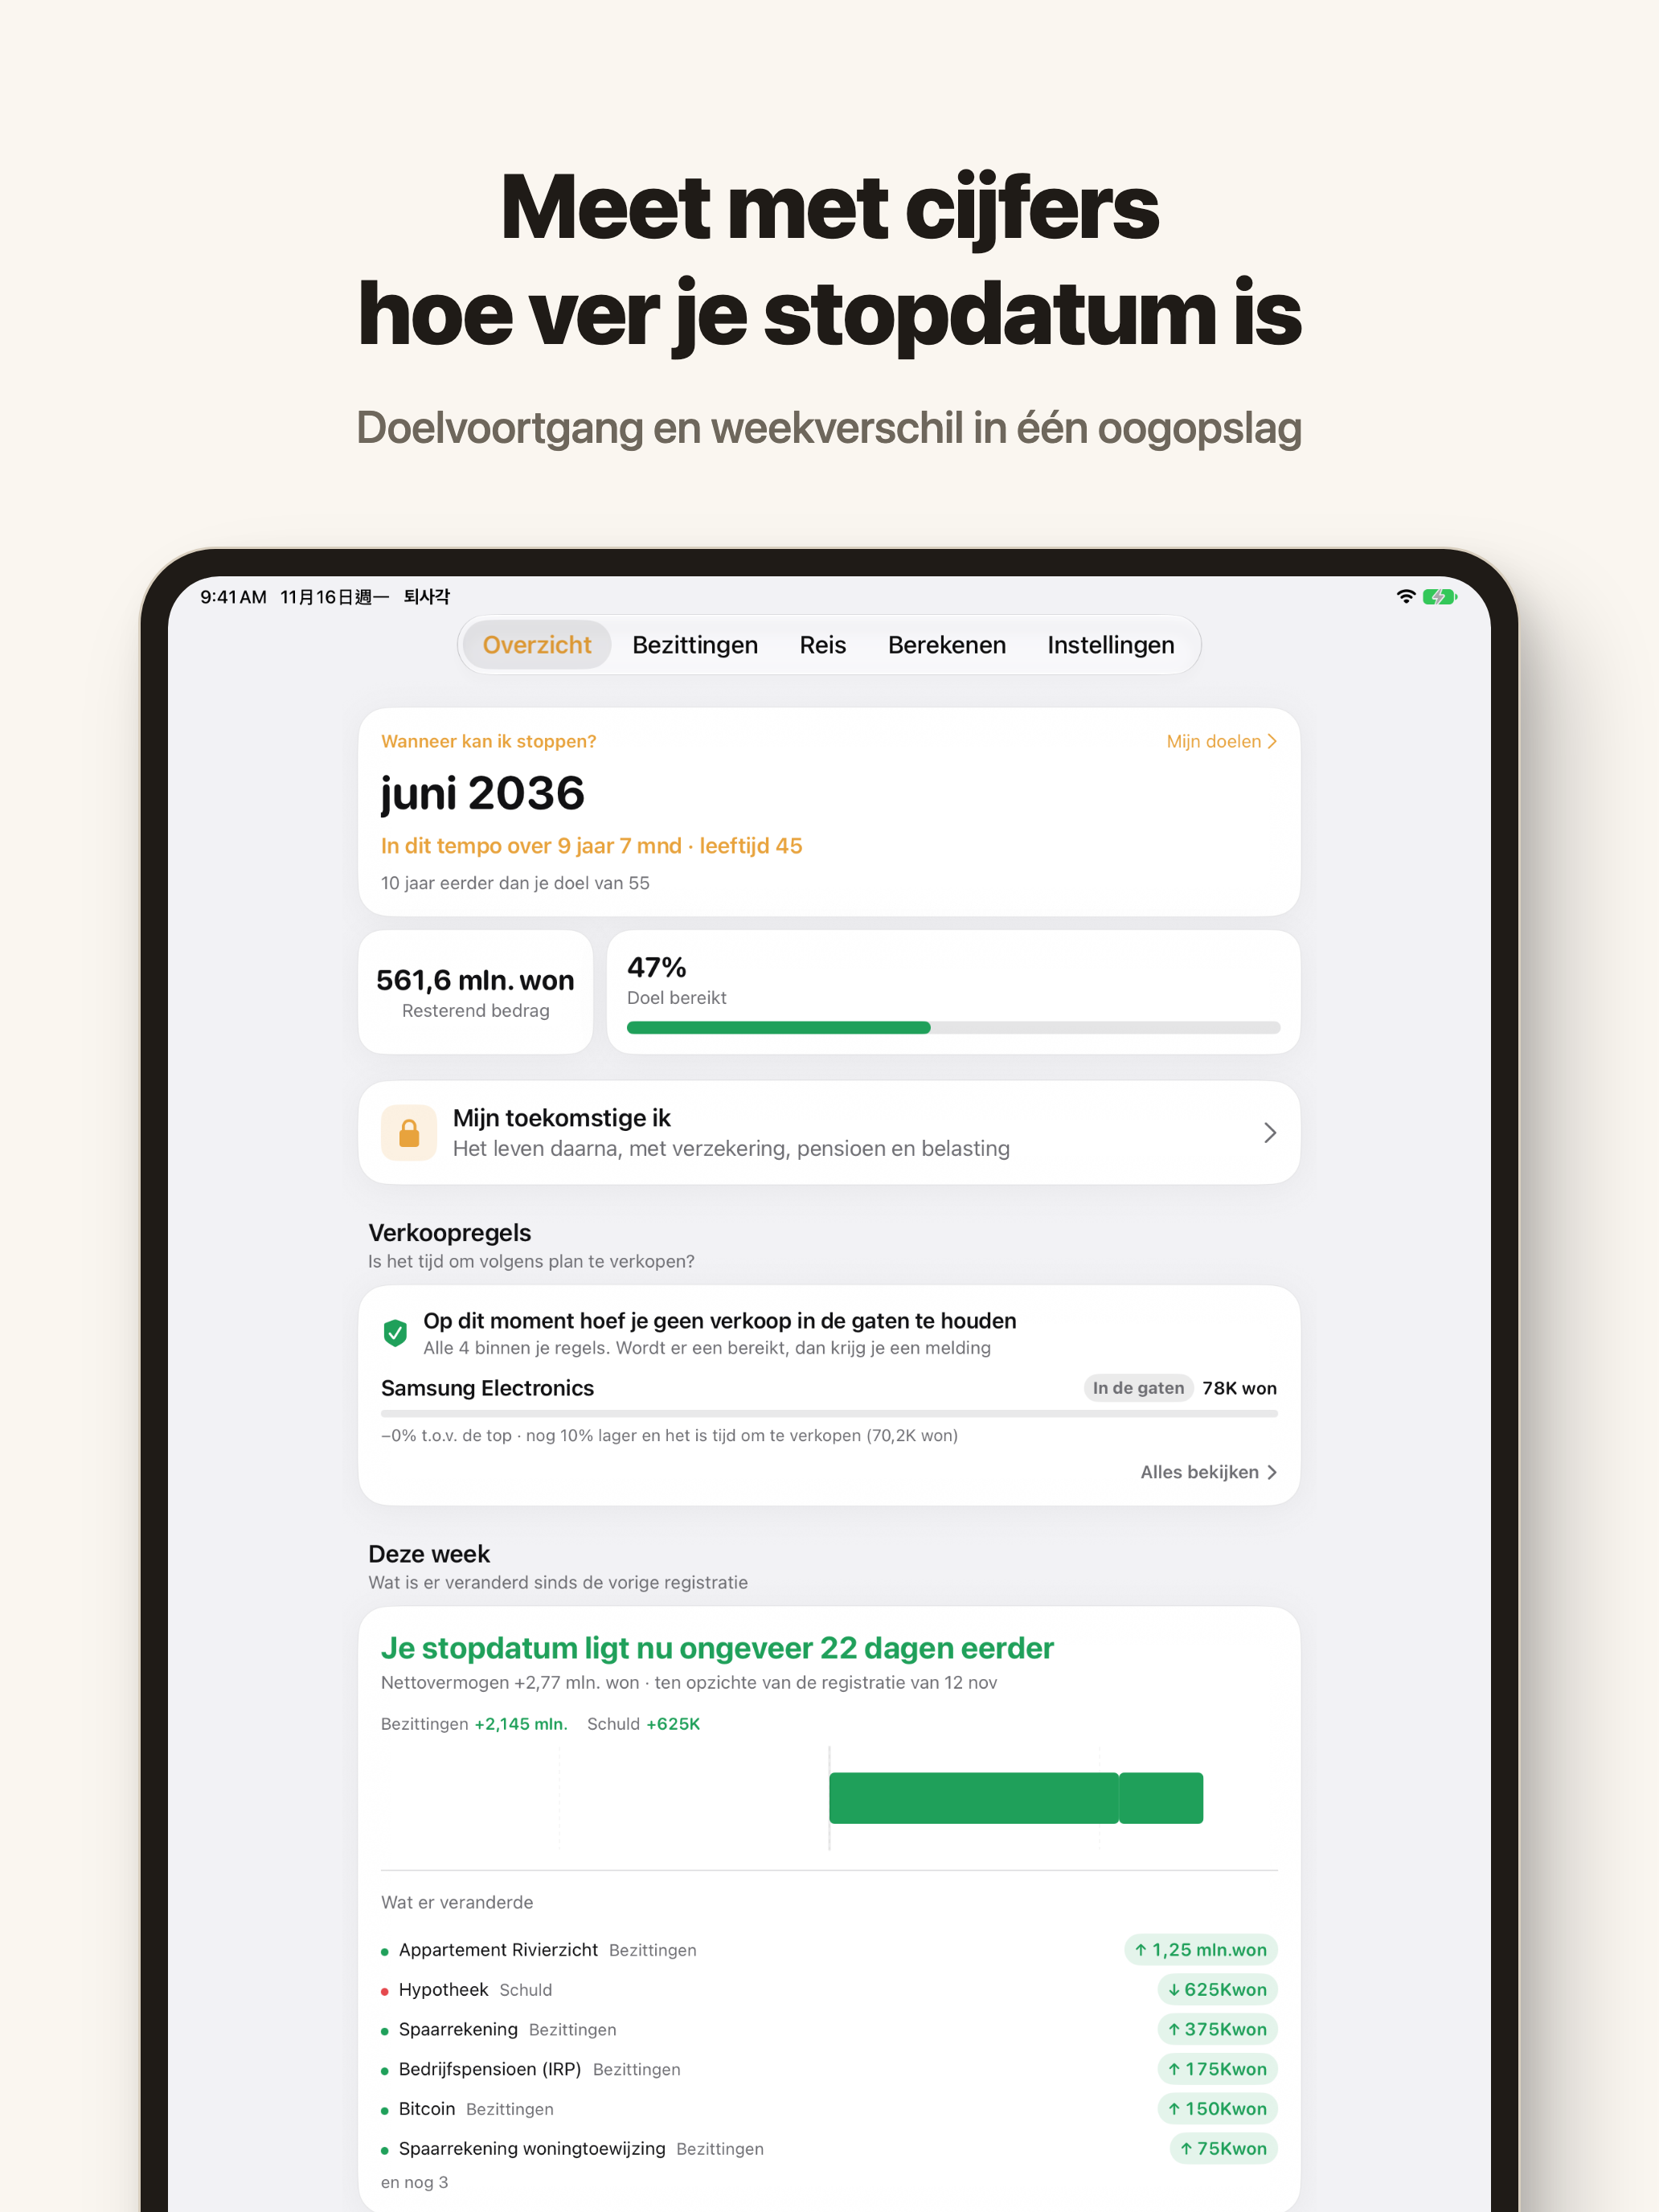 Meet met cijfers
hoe ver je stopdatum is
Doelvoortgang en weekverschil in één oogopslag
9:41 AM 11月16日週一 퇴사각
Overzicht Bezittingen Reis Berekenen Instellingen
Wanneer kan ik stoppen? Mijn doelen
juni 2036
In dit tempo over 9 jaar 7 mnd · leeftijd 45
10 jaar eerder dan je doel van 55
561,6 mln. won
Resterend bedrag
47%
Doel bereikt
Mijn toekomstige ik
Het leven daarna, met verzekering, pensioen en belasting
Verkoopregels
Is het tijd om volgens plan te verkopen?
Op dit moment hoef je geen verkoop in de gaten te houden
Alle 4 binnen je regels. Wordt er een bereikt, dan krijg je een melding
Samsung Electronics In de gaten 78K won
−0% t.o.v. de top · nog 10% lager en het is tijd om te verkopen (70,2K won)
Alles bekijken
Deze week
Wat is er veranderd sinds de vorige registratie
Je stopdatum ligt nu ongeveer 22 dagen eerder
Nettovermogen +2,77 mln. won · ten opzichte van de registratie van 12 nov
Bezittingen +2,145 mln. Schuld +625K
Wat er veranderde
Appartement Rivierzicht Bezittingen ↑ 1,25 mln.won
Hypotheek Schuld ↓ 625Kwon
Spaarrekening Bezittingen ↑ 375Kwon
Bedrijfspensioen (IRP) Bezittingen ↑ 175Kwon
Bitcoin Bezittingen ↑ 150Kwon
Spaarrekening woningtoewijzing Bezittingen ↑ 75Kwon
en nog 3